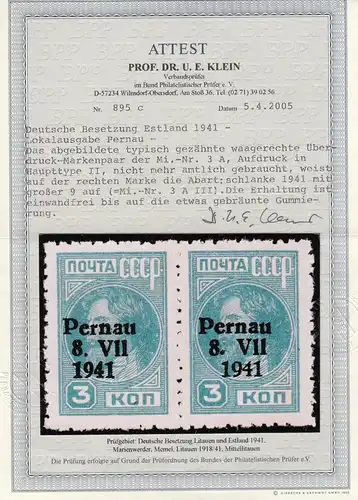 ATTEST
PROF. DR. U. E. KLEIN
Verbandsprüfer
im Bund Philatelistischer Prüfer e. V.
D-57234 Wilnsdorf-Obersdorf, Am Stoß 36, Tel. (02 71) 39 02 56
Nr. 895 c Datum 5.4.2005
Deutsche Besetzung Estland 1941 -
Lokalausgabe Pernau -
Das abgebildete typisch gezähnte waagerechte Über-
druck-Markenpaar der Mi.-Nr. 3 A, Aufdruck in
Haupttype II, nicht mehr amtlich gebraucht, weist
auf der rechten Marke die Abart:schlanke 1941 mit
großer 9 auf (=Mi.-Nr. 3 A III).Die Erhaltung ist
einwandfrei bis auf die etwas gebräunte Gummie-
rung.
ПОЧТА СССР
Pernau
8. VII
1941
3 КОП
ПОЧТА СССР
Pernau
8. VII
1941
3 КОП
Prüfgebiet: Deutsche Besetzung Litauen und Estland 1941.
Marienwerder, Memel, Litauen 1918/41, Mittellitauen
Die Prüfung erfolgte auf Grund der Prüfordnung des Bundes der Philatelistischen Prüfer e. V.